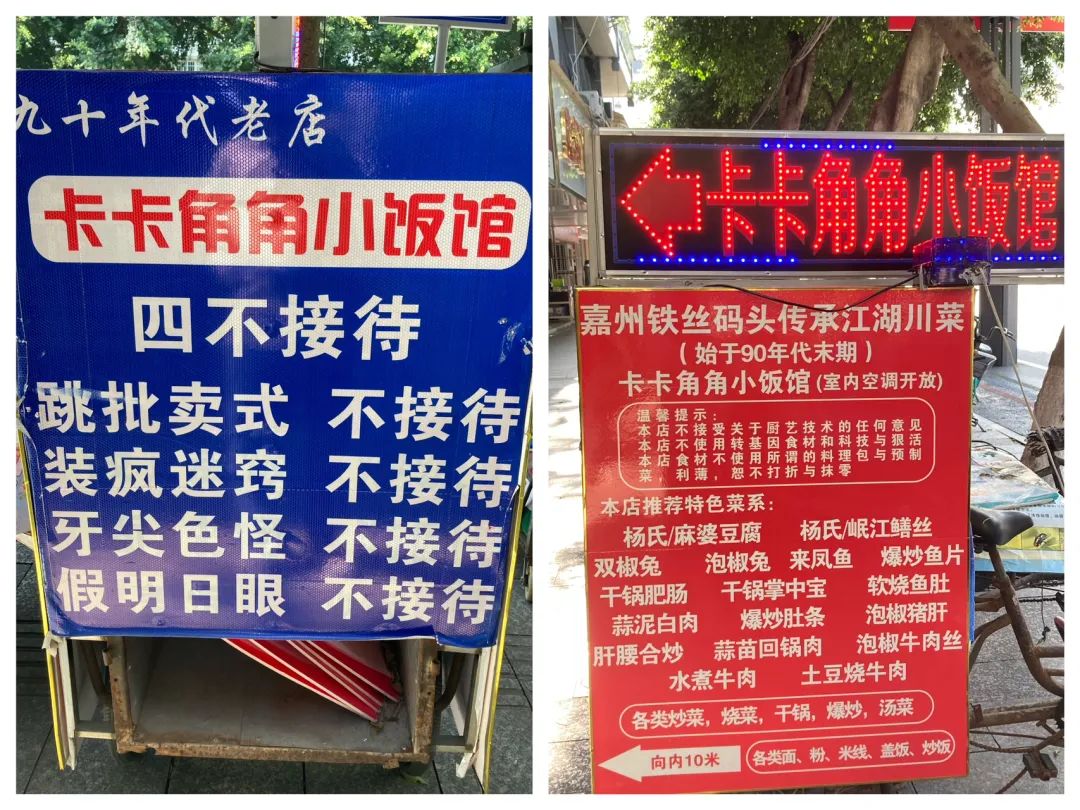 九十年代老店
卡卡角角小饭馆
四不接待
跳批卖式 不接待
装疯迷窍 不接待
牙尖色怪 不接待
假明日眼 不接待
卡卡角角小饭馆
嘉州铁丝码头传承江湖川菜
（始于90年代末期）
卡卡角角小饭馆(室内空调开放)
温馨提示：
本店不接受关于厨艺技术的任何意见
本店不使用转基因食材和科技与狠活
本店食材不使用所谓的料理包与预制
菜，利薄，恕不打折与抹零
本店推荐特色菜系：
杨氏/麻婆豆腐 杨氏/岷江鳝丝
双椒兔 泡椒兔 来凤鱼 爆炒鱼片
干锅肥肠 干锅掌中宝 软烧鱼肚
蒜泥白肉 爆炒肚条 泡椒猪肝
肝腰合炒 蒜苗回锅肉 泡椒牛肉丝
水煮牛肉 土豆烧牛肉
各类炒菜，烧菜，干锅，爆炒，汤菜
向内10米 各类面、粉、米线、盖饭、炒饭